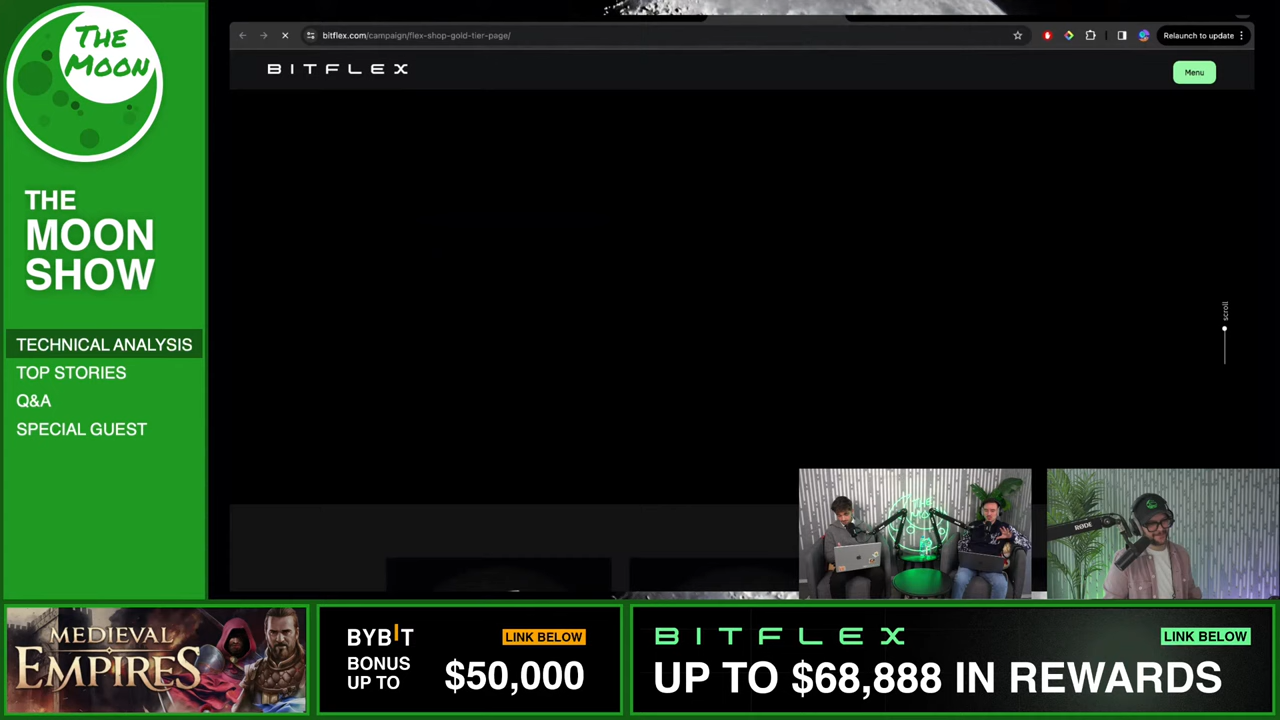 THE
MOON
THE
MOON
SHOW
TECHNICAL ANALYSIS
TOP STORIES
Q&A
SPECIAL GUEST
bitflex.com/campaign/flex-shop-gold-tier-page/
Relaunch to update
BITFLEX
Menu
scroll
RØDE
MEDIEVAL
EMPIRES
BYBIT
LINK BELOW
BONUS
UP TO
$50,000
BITFLEX
LINK BELOW
UP TO $68,888 IN REWARDS